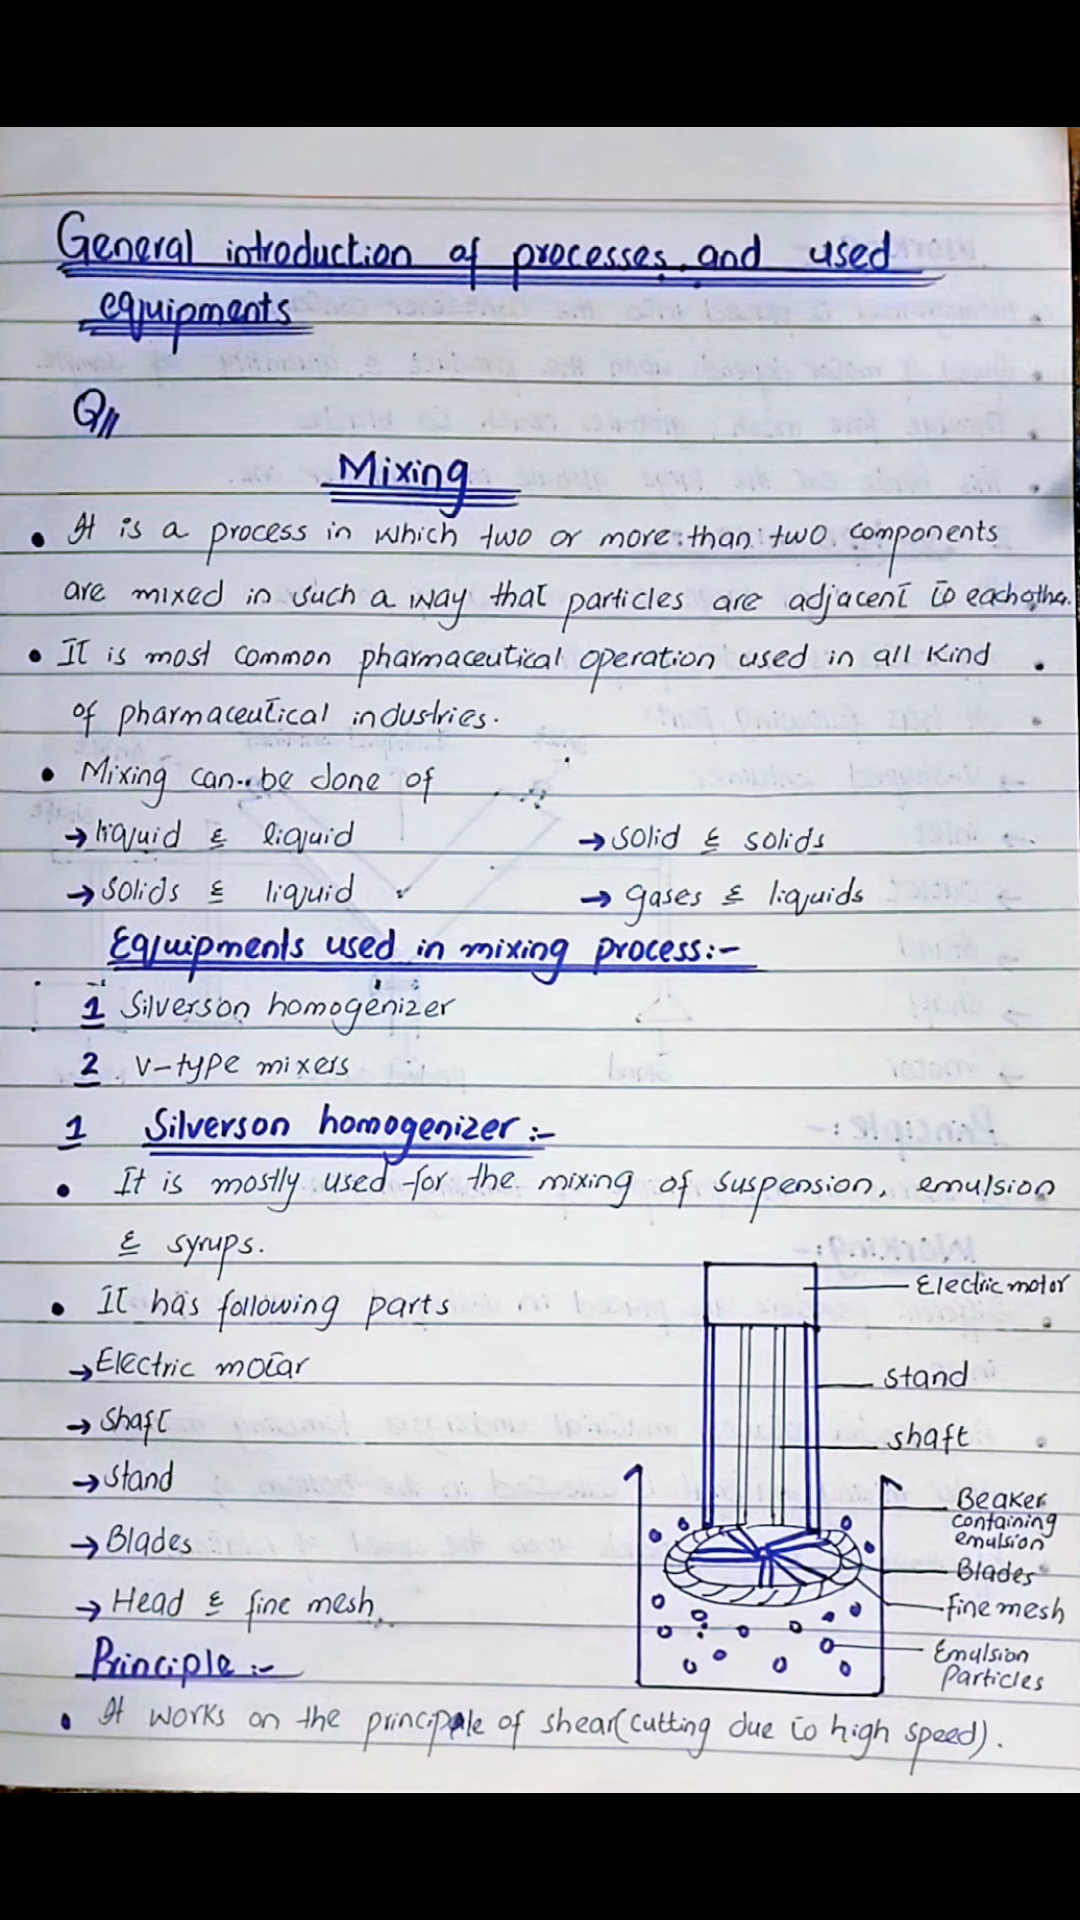 General introduction of processes and used
equipments
Q//
Mixing
• It is a process in which two or more than two components
are mixed in such a way that particles are adjacent to each other.
• It is most common pharmaceutical operation used in all kind
of pharmaceutical industries.
• Mixing can be done of
→ liquid & liquid → solid & solids
→ solids & liquid → gases & liquids
Equipments used in mixing process:-
1 Silverson homogenizer
2 V-type mixers
1 Silverson homogenizer:-
• It is mostly used for the mixing of suspension, emulsion
& syrups.
• It has following parts
→ Electric motar
→ shaft
→ stand
→ Blades
→ Head & fine mesh
Electric motor
stand
shaft
Beaker
containing
emulsion
Blades
fine mesh
Emulsion
Particles
Principle:-
• It works on the principale of shear (cutting due to high speed).